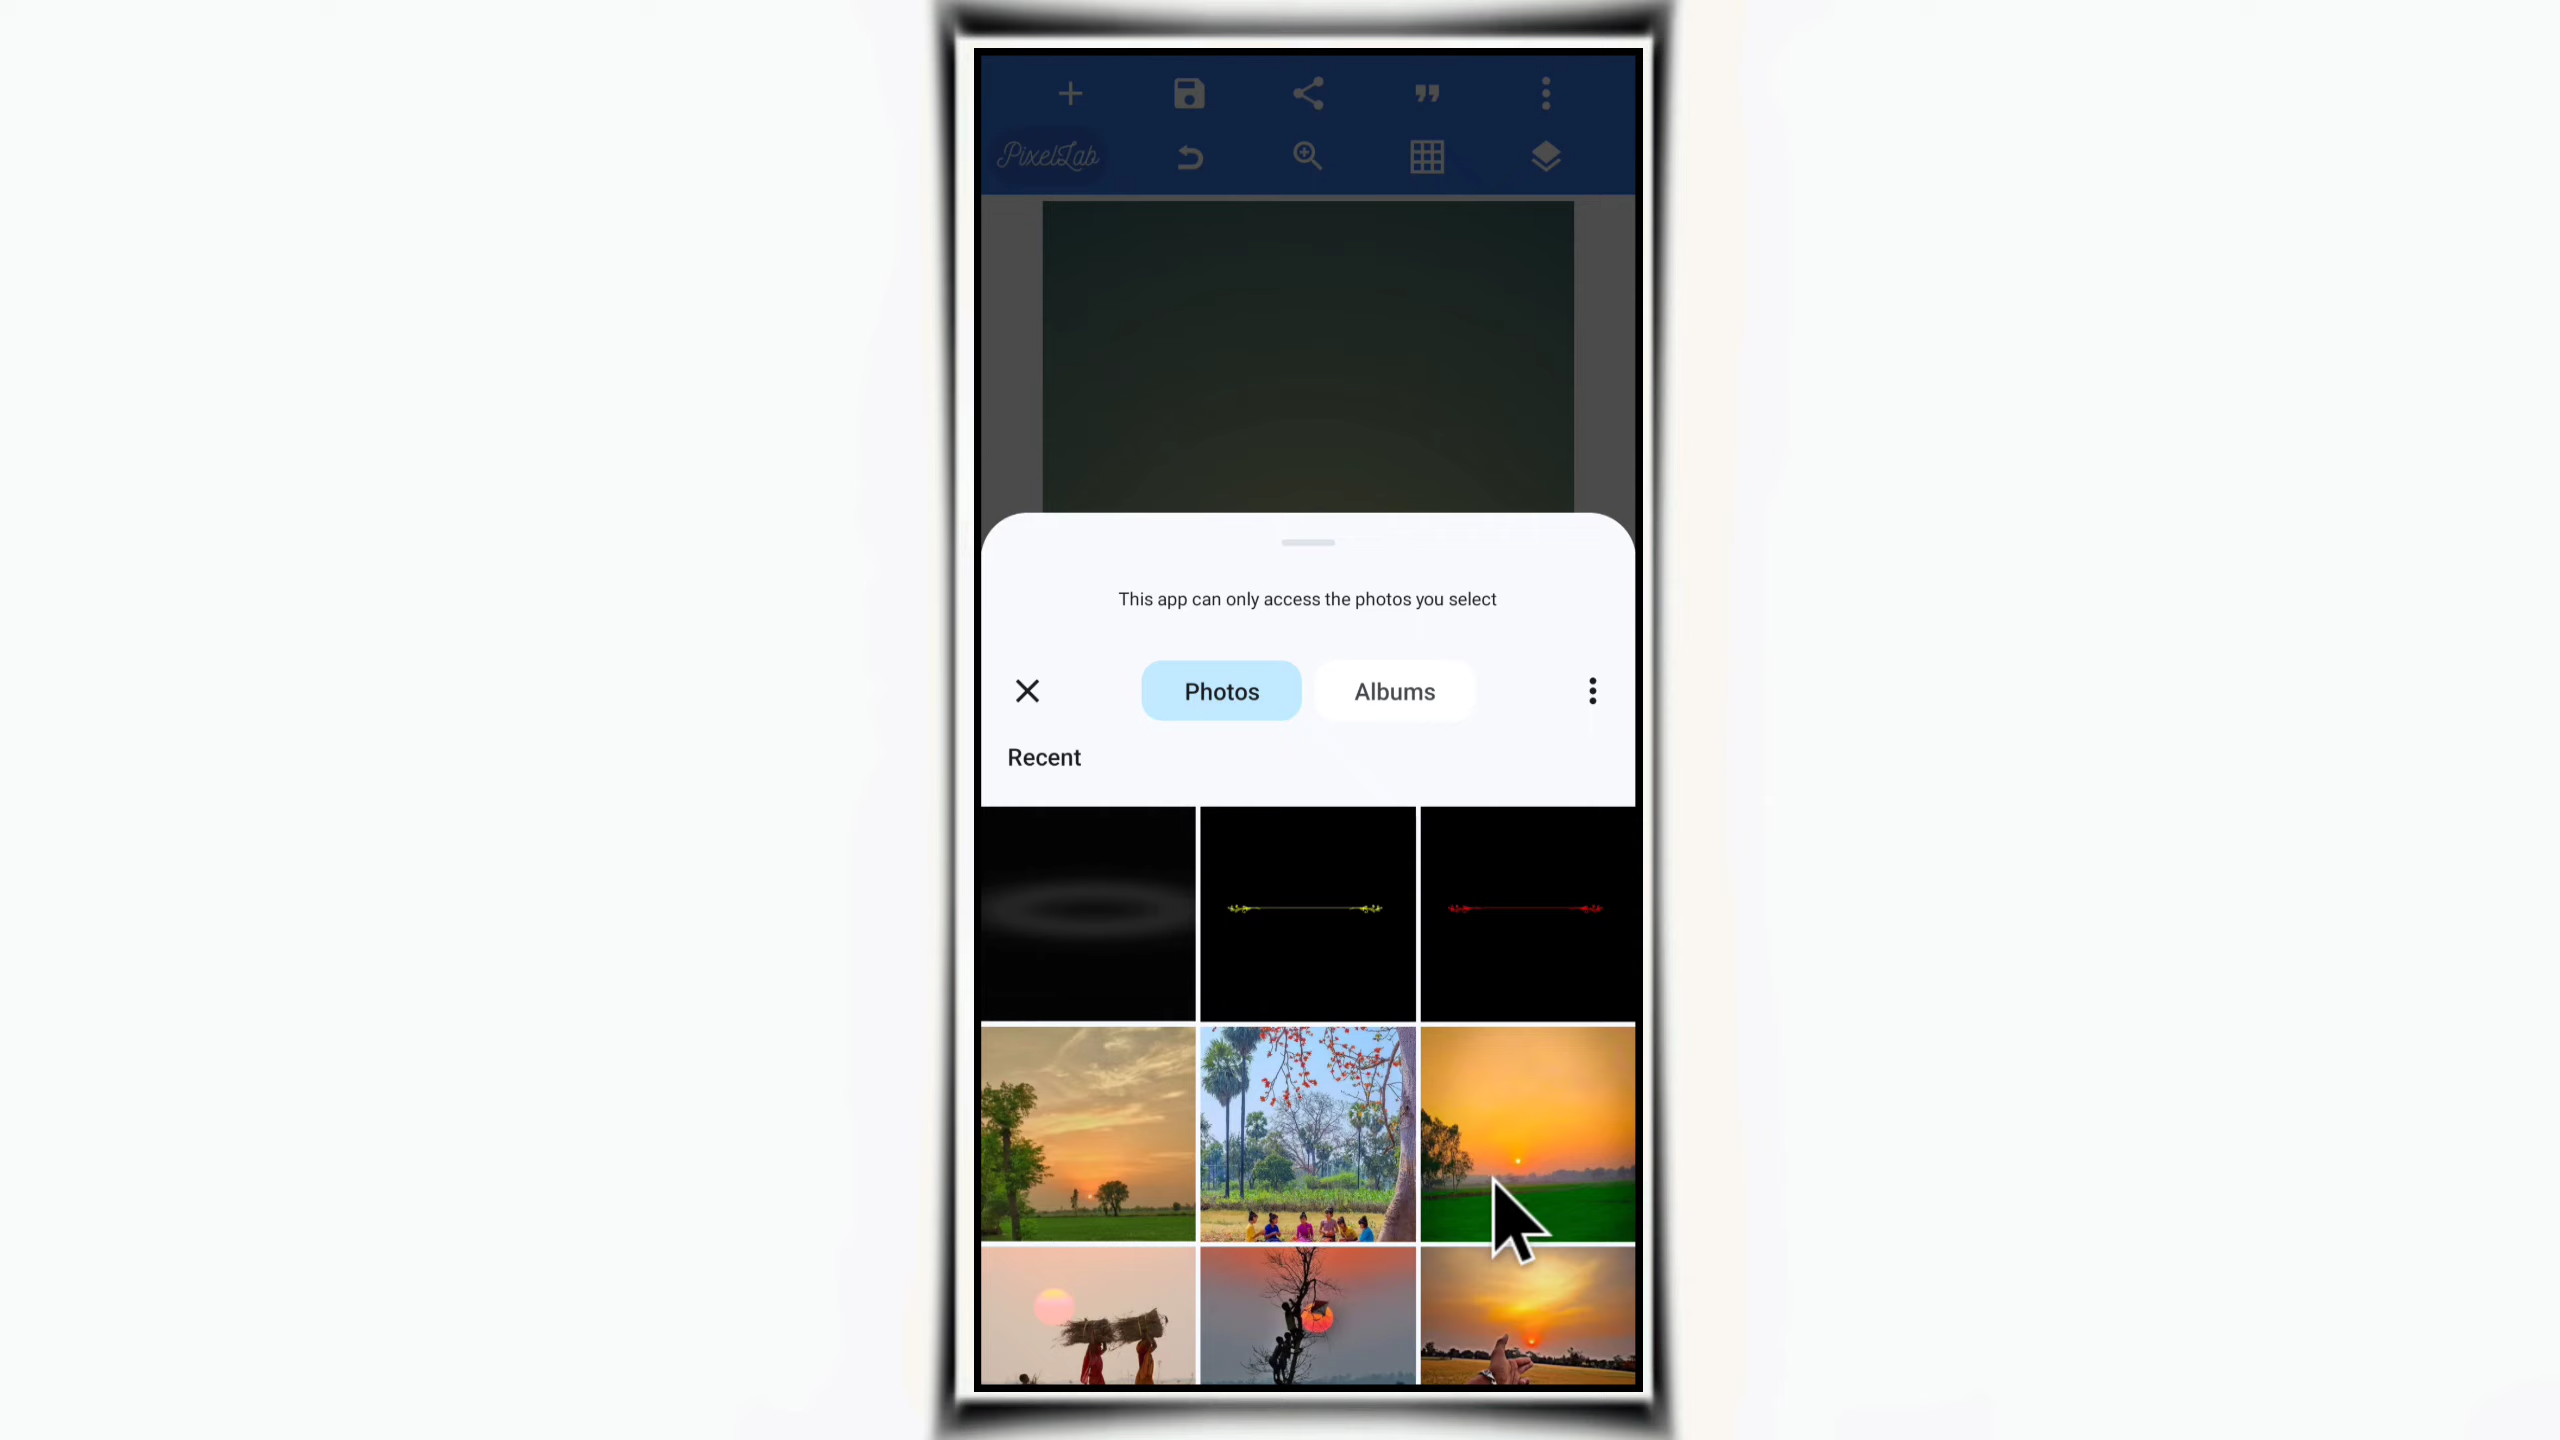 PixelLab
This app can only access the photos you select
Photos
Albums
Recent